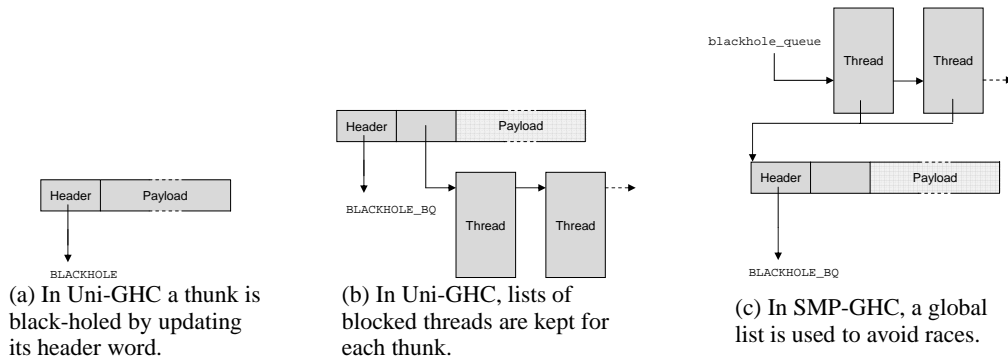 Header
Payload
BLACKHOLE
(a) In Uni-GHC a thunk is
black-holed by updating
its header word.
Header
Payload
BLACKHOLE_BQ
Thread
Thread
(b) In Uni-GHC, lists of
blocked threads are kept for
each thunk.
blackhole_queue
Thread
Thread
Header
Payload
BLACKHOLE_BQ
(c) In SMP-GHC, a global
list is used to avoid races.